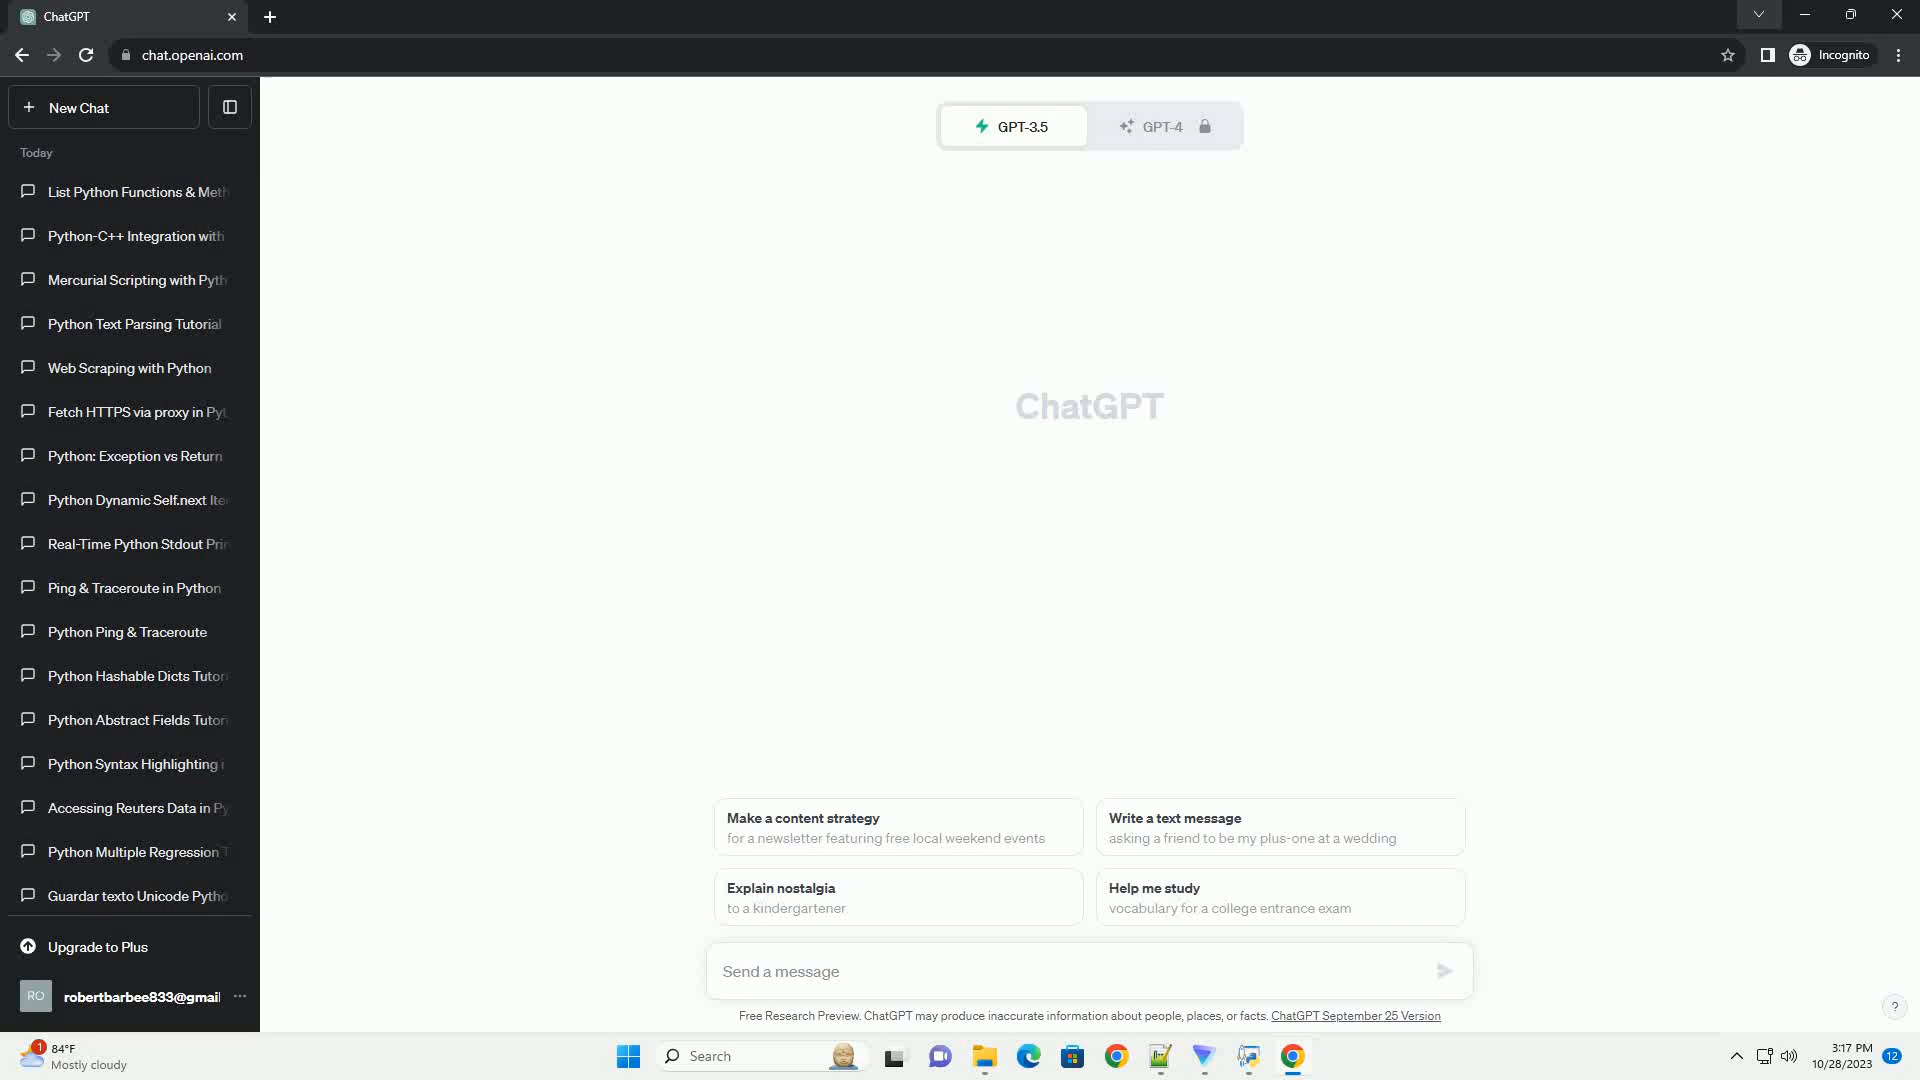 ChatGPT
chat.openai.com
Incognito
New Chat
Today
List Python Functions & Meth
Python-C++ Integration with
Mercurial Scripting with Pyth
Python Text Parsing Tutorial
Web Scraping with Python
Fetch HTTPS via proxy in Pyt
Python: Exception vs Return
Python Dynamic Self.next Ite
Real-Time Python Stdout Prin
Ping & Traceroute in Python
Python Ping & Traceroute
Python Hashable Dicts Tutor
Python Abstract Fields Tutor
Python Syntax Highlighting i
Accessing Reuters Data in Py
Python Multiple Regression T
Guardar texto Unicode Pytho
Upgrade to Plus
RO
robertbarbee833@gmai
GPT-3.5
GPT-4
ChatGPT
Make a content strategy
for a newsletter featuring free local weekend events
Write a text message
asking a friend to be my plus-one at a wedding
Explain nostalgia
to a kindergartener
Help me study
vocabulary for a college entrance exam
Send a message
Free Research Preview. ChatGPT may produce inaccurate information about people, places, or facts. ChatGPT September 25 Version
?
1
84°F
Mostly cloudy
Search
3:17 PM
10/28/2023
12